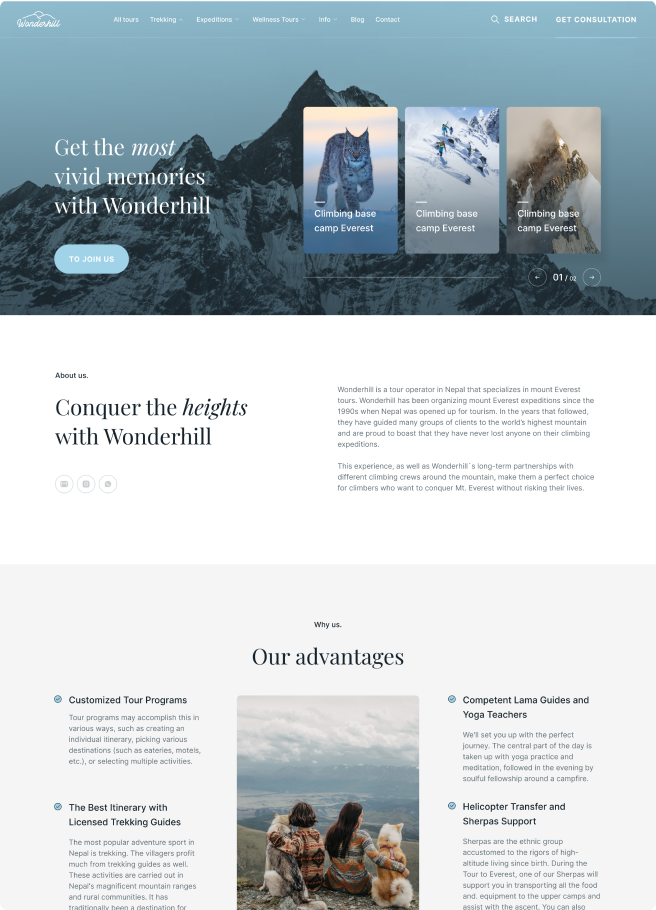 Wonderhill
All tours
Trekking
Expeditions
Wellness Tours
Info
Blog
Contact
SEARCH
GET CONSULTATION
Get the most
vivid memories
with Wonderhill
TO JOIN US
Climbing base
camp Everest
Climbing base
camp Everest
Climbing base
camp Everest
01 / 02
About us.
Conquer the heights
with Wonderhill
Wonderhill is a tour operator in Nepal that specializes in mount Everest
tours. Wonderhill has been organizing mount Everest expeditions since the
1990s when Nepal was opened up for tourism. In the years that followed,
they have guided many groups of clients to the world's highest mountain
and are proud to boast that they have never lost anyone on their climbing
expeditions.
This experience, as well as Wonderhill`s long-term partnerships with
different climbing crews around the mountain, make them a perfect choice
for climbers who want to conquer Mt. Everest without risking their lives.
Why us.
Our advantages
Customized Tour Programs
Tour programs may accomplish this in
various ways, such as creating an
individual itinerary, picking various
destinations (such as eateries, motels,
etc.), or selecting multiple activities.
The Best Itinerary with
Licensed Trekking Guides
The most popular adventure sport in
Nepal is trekking. The villagers profit
much from trekking guides as well.
These activities are carried out in
Nepal's magnificent mountain ranges
and rural communities. It has
traditionally been a destination for
Competent Lama Guides and
Yoga Teachers
We'll set you up with the perfect
journey. The central part of the day is
taken up with yoga practice and
meditation, followed in the evening by
soulful fellowship around a campfire.
Helicopter Transfer and
Sherpas Support
Sherpas are the ethnic group
accustomed to the rigors of high-
altitude living since birth. During the
Tour to Everest, one of our Sherpas will
support you in transporting all the food
and. equipment to the upper camps and
assist with the ascent. You can also